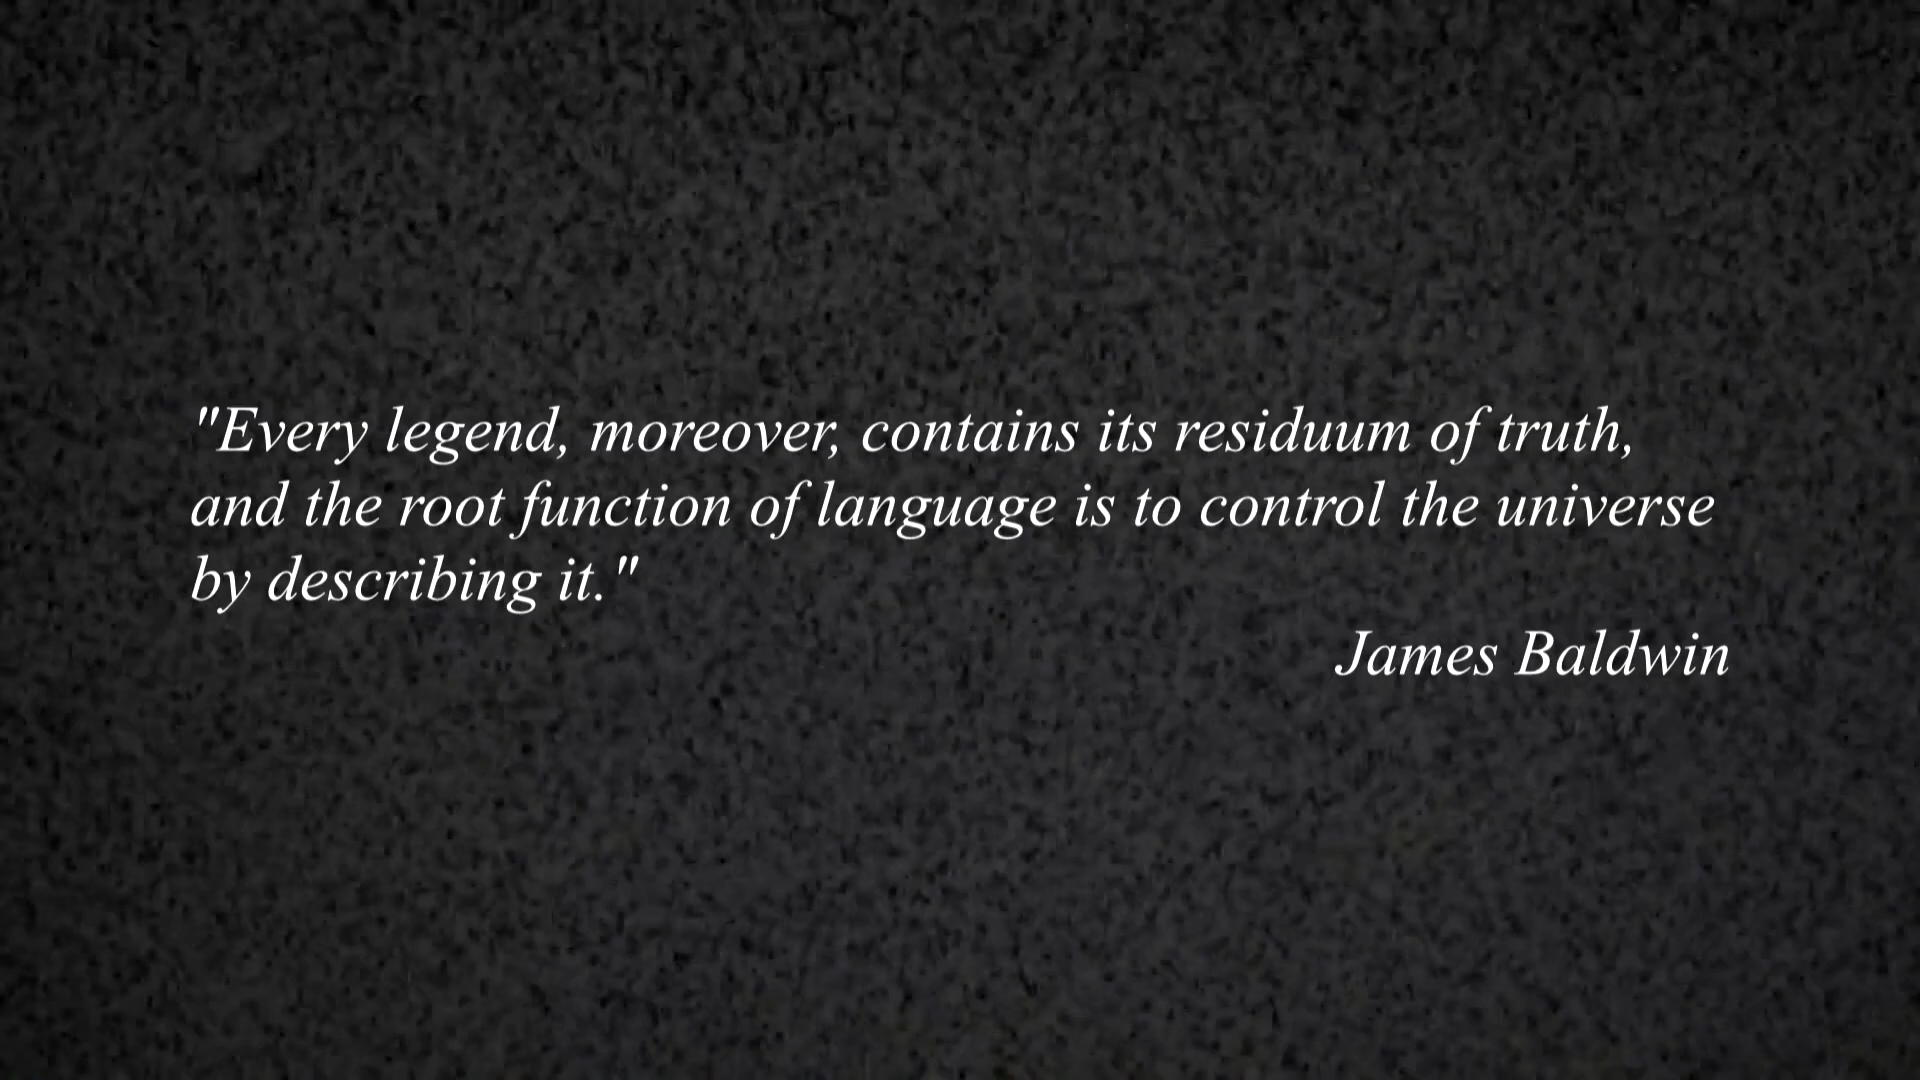 "Every legend, moreover, contains its residuum of truth,
and the root function of language is to control the universe
by describing it."
James Baldwin